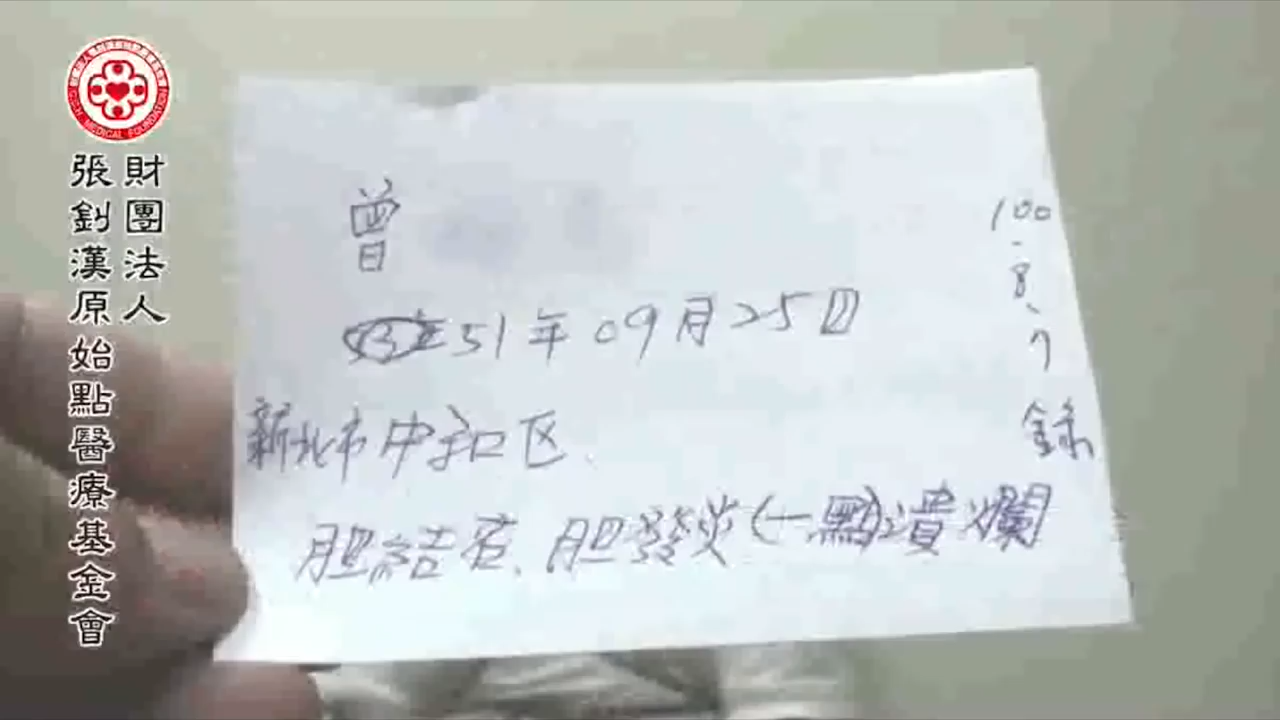 財團法人
張釗漢原始點醫療基金會
曾
51年09月25日
新北市中和区、
胆結石、胆發炎(一點)潰爛
100、8、7錄